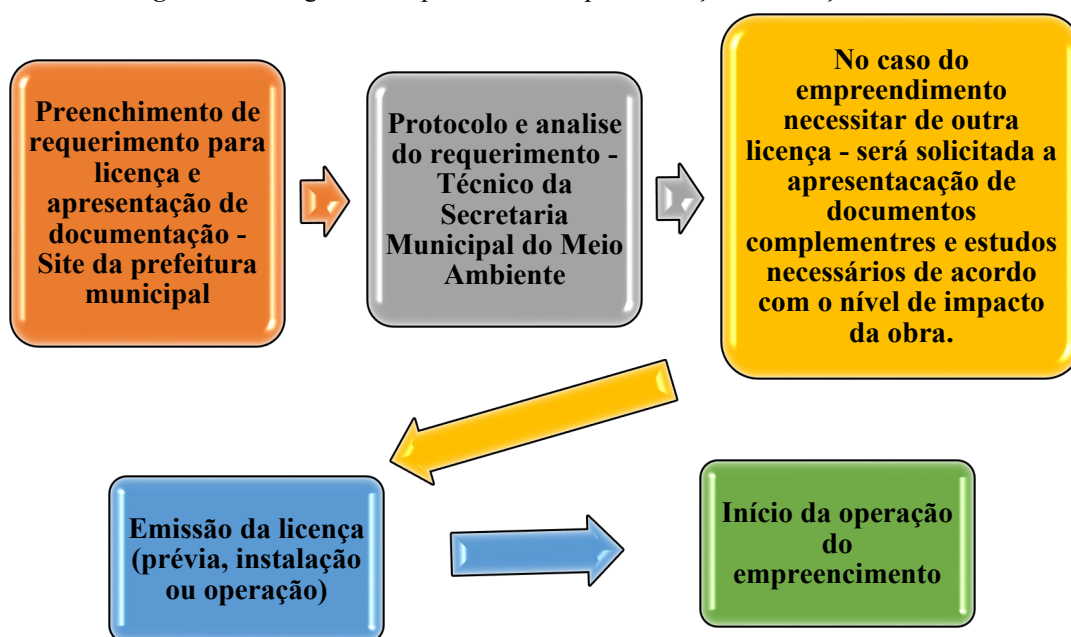 Preenchimento de
requerimento para
licença e
apresentação de
documentação -
Site da prefeitura
municipal
Protocolo e analise
do requerimento -
Técnico da
Secretaria
Municipal do Meio
Ambiente
No caso do
empreendimento
necessitar de outra
licença - será solicitada a
apresentacação de
documentos
complementres e estudos
necessários de acordo
com o nível de impacto
da obra.
Emissão da licença
(prévia, instalação
ou operação)
Início da operação
do
empreencimento